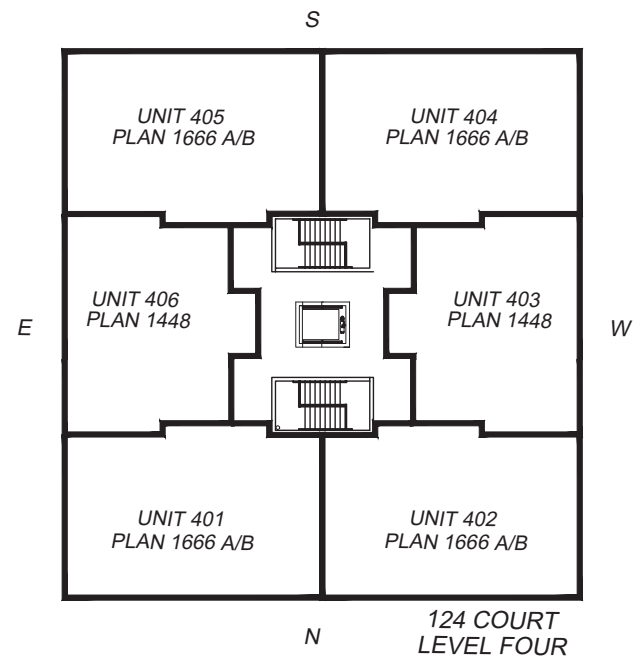 S
UNIT 405
PLAN 1666 A/B
UNIT 404
PLAN 1666 A/B
UNIT 406
PLAN 1448
UNIT 403
PLAN 1448
E
W
UNIT 401
PLAN 1666 A/B
UNIT 402
PLAN 1666 A/B
N
124 COURT
LEVEL FOUR